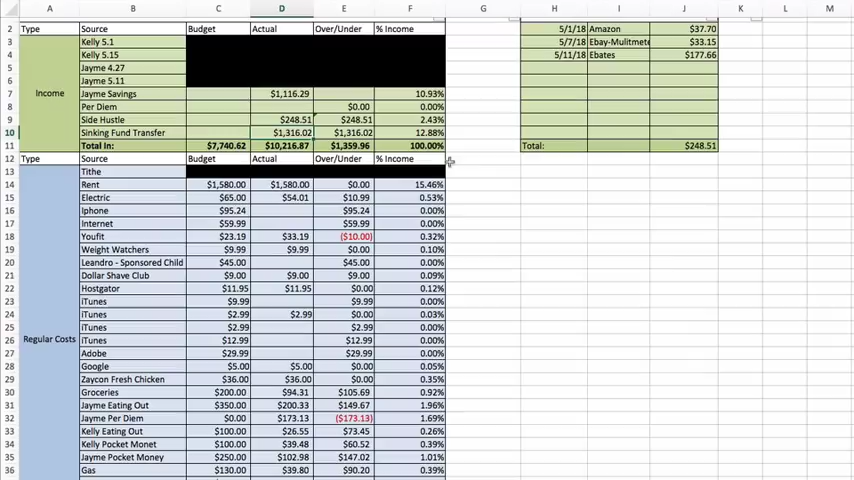 A B C D E F G H I J K L M
2 Type Source Budget Actual Over/Under % Income 5/1/18 Amazon $37.70
3 Kelly 5.1 5/7/18 Ebay-Mulitmete $33.15
4 Kelly 5.15 5/11/18 Ebates $177.66
5 Jayme 4.27
6 Jayme 5.11
7 Income Jayme Savings $1,116.29 10.93%
8 Per Diem $0.00 0.00%
9 Side Hustle $248.51 $248.51 2.43%
10 Sinking Fund Transfer $1,316.02 $1,316.02 12.88%
11 Total In: $7,740.62 $10,216.87 $1,359.96 100.00% Total: $248.51
12 Type Source Budget Actual Over/Under % Income
13 Tithe
14 Rent $1,580.00 $1,580.00 $0.00 15.46%
15 Electric $65.00 $54.01 $10.99 0.53%
16 Iphone $95.24 $95.24 0.00%
17 Internet $59.99 $59.99 0.00%
18 Youfit $23.19 $33.19 ($10.00) 0.32%
19 Weight Watchers $9.99 $9.99 $0.00 0.10%
20 Leandro - Sponsored Child $45.00 $45.00 0.00%
21 Dollar Shave Club $9.00 $9.00 $0.00 0.09%
22 Hostgator $11.95 $11.95 $0.00 0.12%
23 iTunes $9.99 $9.99 0.00%
24 iTunes $2.99 $2.99 $0.00 0.03%
25 iTunes $2.99 $2.99 0.00%
26 Regular Costs iTunes $12.99 $12.99 0.00%
27 Adobe $29.99 $29.99 0.00%
28 Google $5.00 $5.00 $0.00 0.05%
29 Zaycon Fresh Chicken $36.00 $36.00 $0.00 0.35%
30 Groceries $200.00 $94.31 $105.69 0.92%
31 Jayme Eating Out $350.00 $200.33 $149.67 1.96%
32 Jayme Per Diem $0.00 $173.13 ($173.13) 1.69%
33 Kelly Eating Out $100.00 $26.55 $73.45 0.26%
34 Kelly Pocket Monet $100.00 $39.48 $60.52 0.39%
35 Jayme Pocket Money $250.00 $102.98 $147.02 1.01%
36 Gas $130.00 $39.80 $90.20 0.39%